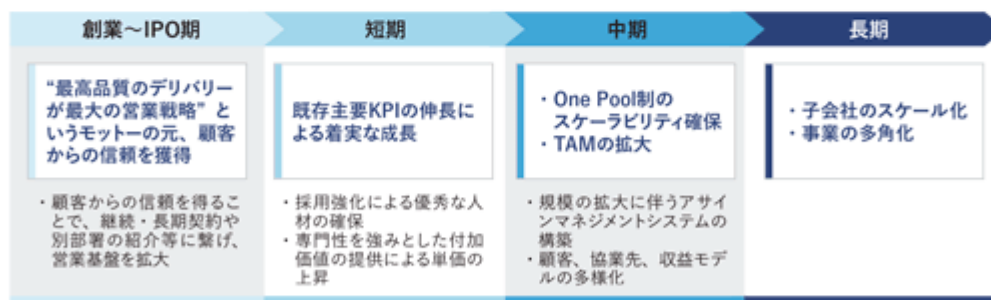 創業～IPO期
短期
中期
長期
“最高品質のデリバリー
が最大の営業戦略” と
いうモットーの元、顧客
からの信頼を獲得
既存主要KPIの伸長に
よる着実な成長
・One Pool制の
スケーラビリティ確保
・TAMの拡大
・子会社のスケール化
・事業の多角化
・顧客からの信頼を得るこ
とで、継続・長期契約や
別部署の紹介等に繋げ、
営業基盤を拡大
・採用強化による優秀な人
材の確保
・専門性を強みとした付加
価値の提供による単価の
上昇
・規模の拡大に伴うアサイ
ンマネジメントシステムの
構築
・顧客、協業先、収益モデ
ルの多様化